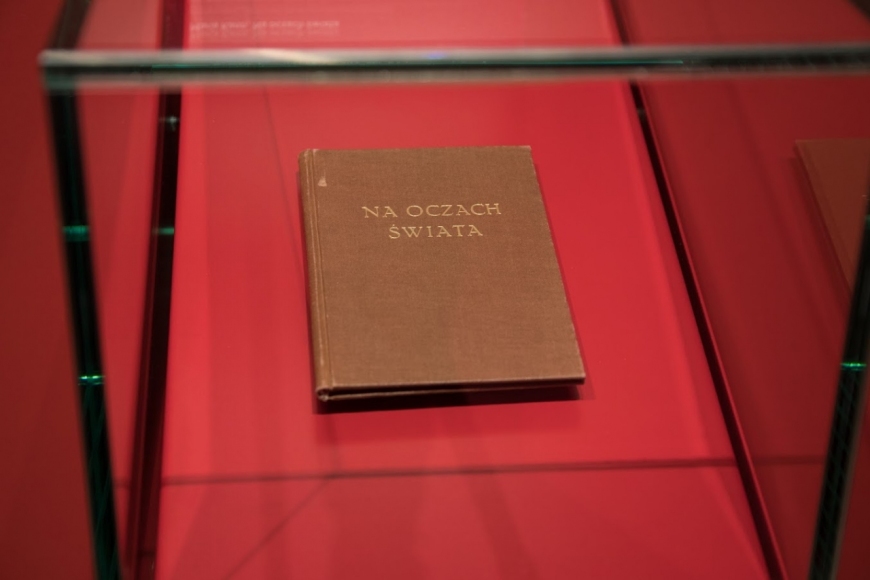 NA OCZACH
ŚWIATA